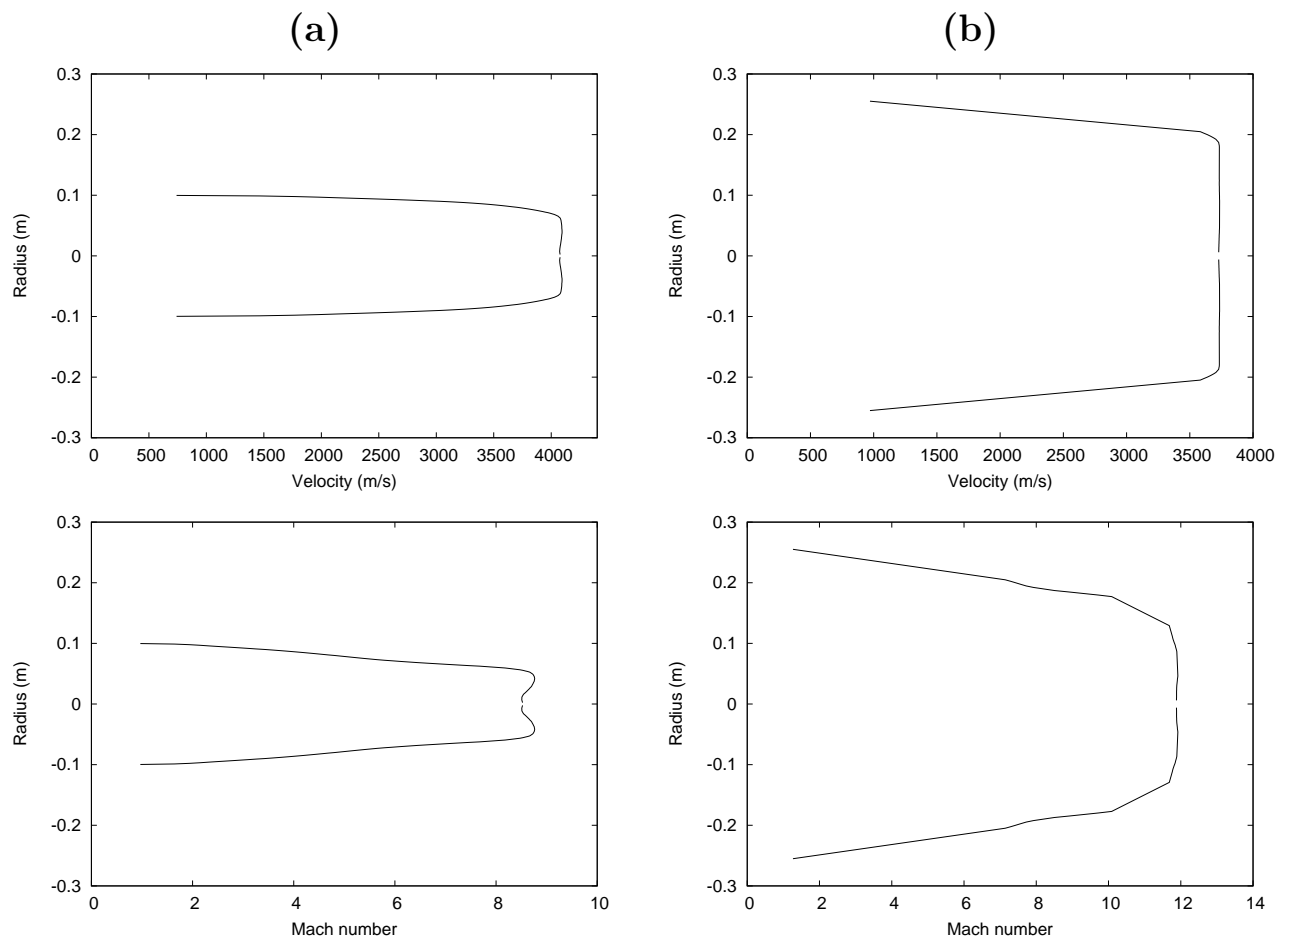 (a)
(b)
0.3
0.2
0.1
0
-0.1
-0.2
-0.3
Radius (m)
0 500 1000 1500 2000 2500 3000 3500 4000
Velocity (m/s)
0.3
0.2
0.1
0
-0.1
-0.2
-0.3
Radius (m)
0 500 1000 1500 2000 2500 3000 3500 4000
Velocity (m/s)
0.3
0.2
0.1
0
-0.1
-0.2
-0.3
Radius (m)
0 2 4 6 8 10
Mach number
0.3
0.2
0.1
0
-0.1
-0.2
-0.3
Radius (m)
0 2 4 6 8 10 12 14
Mach number